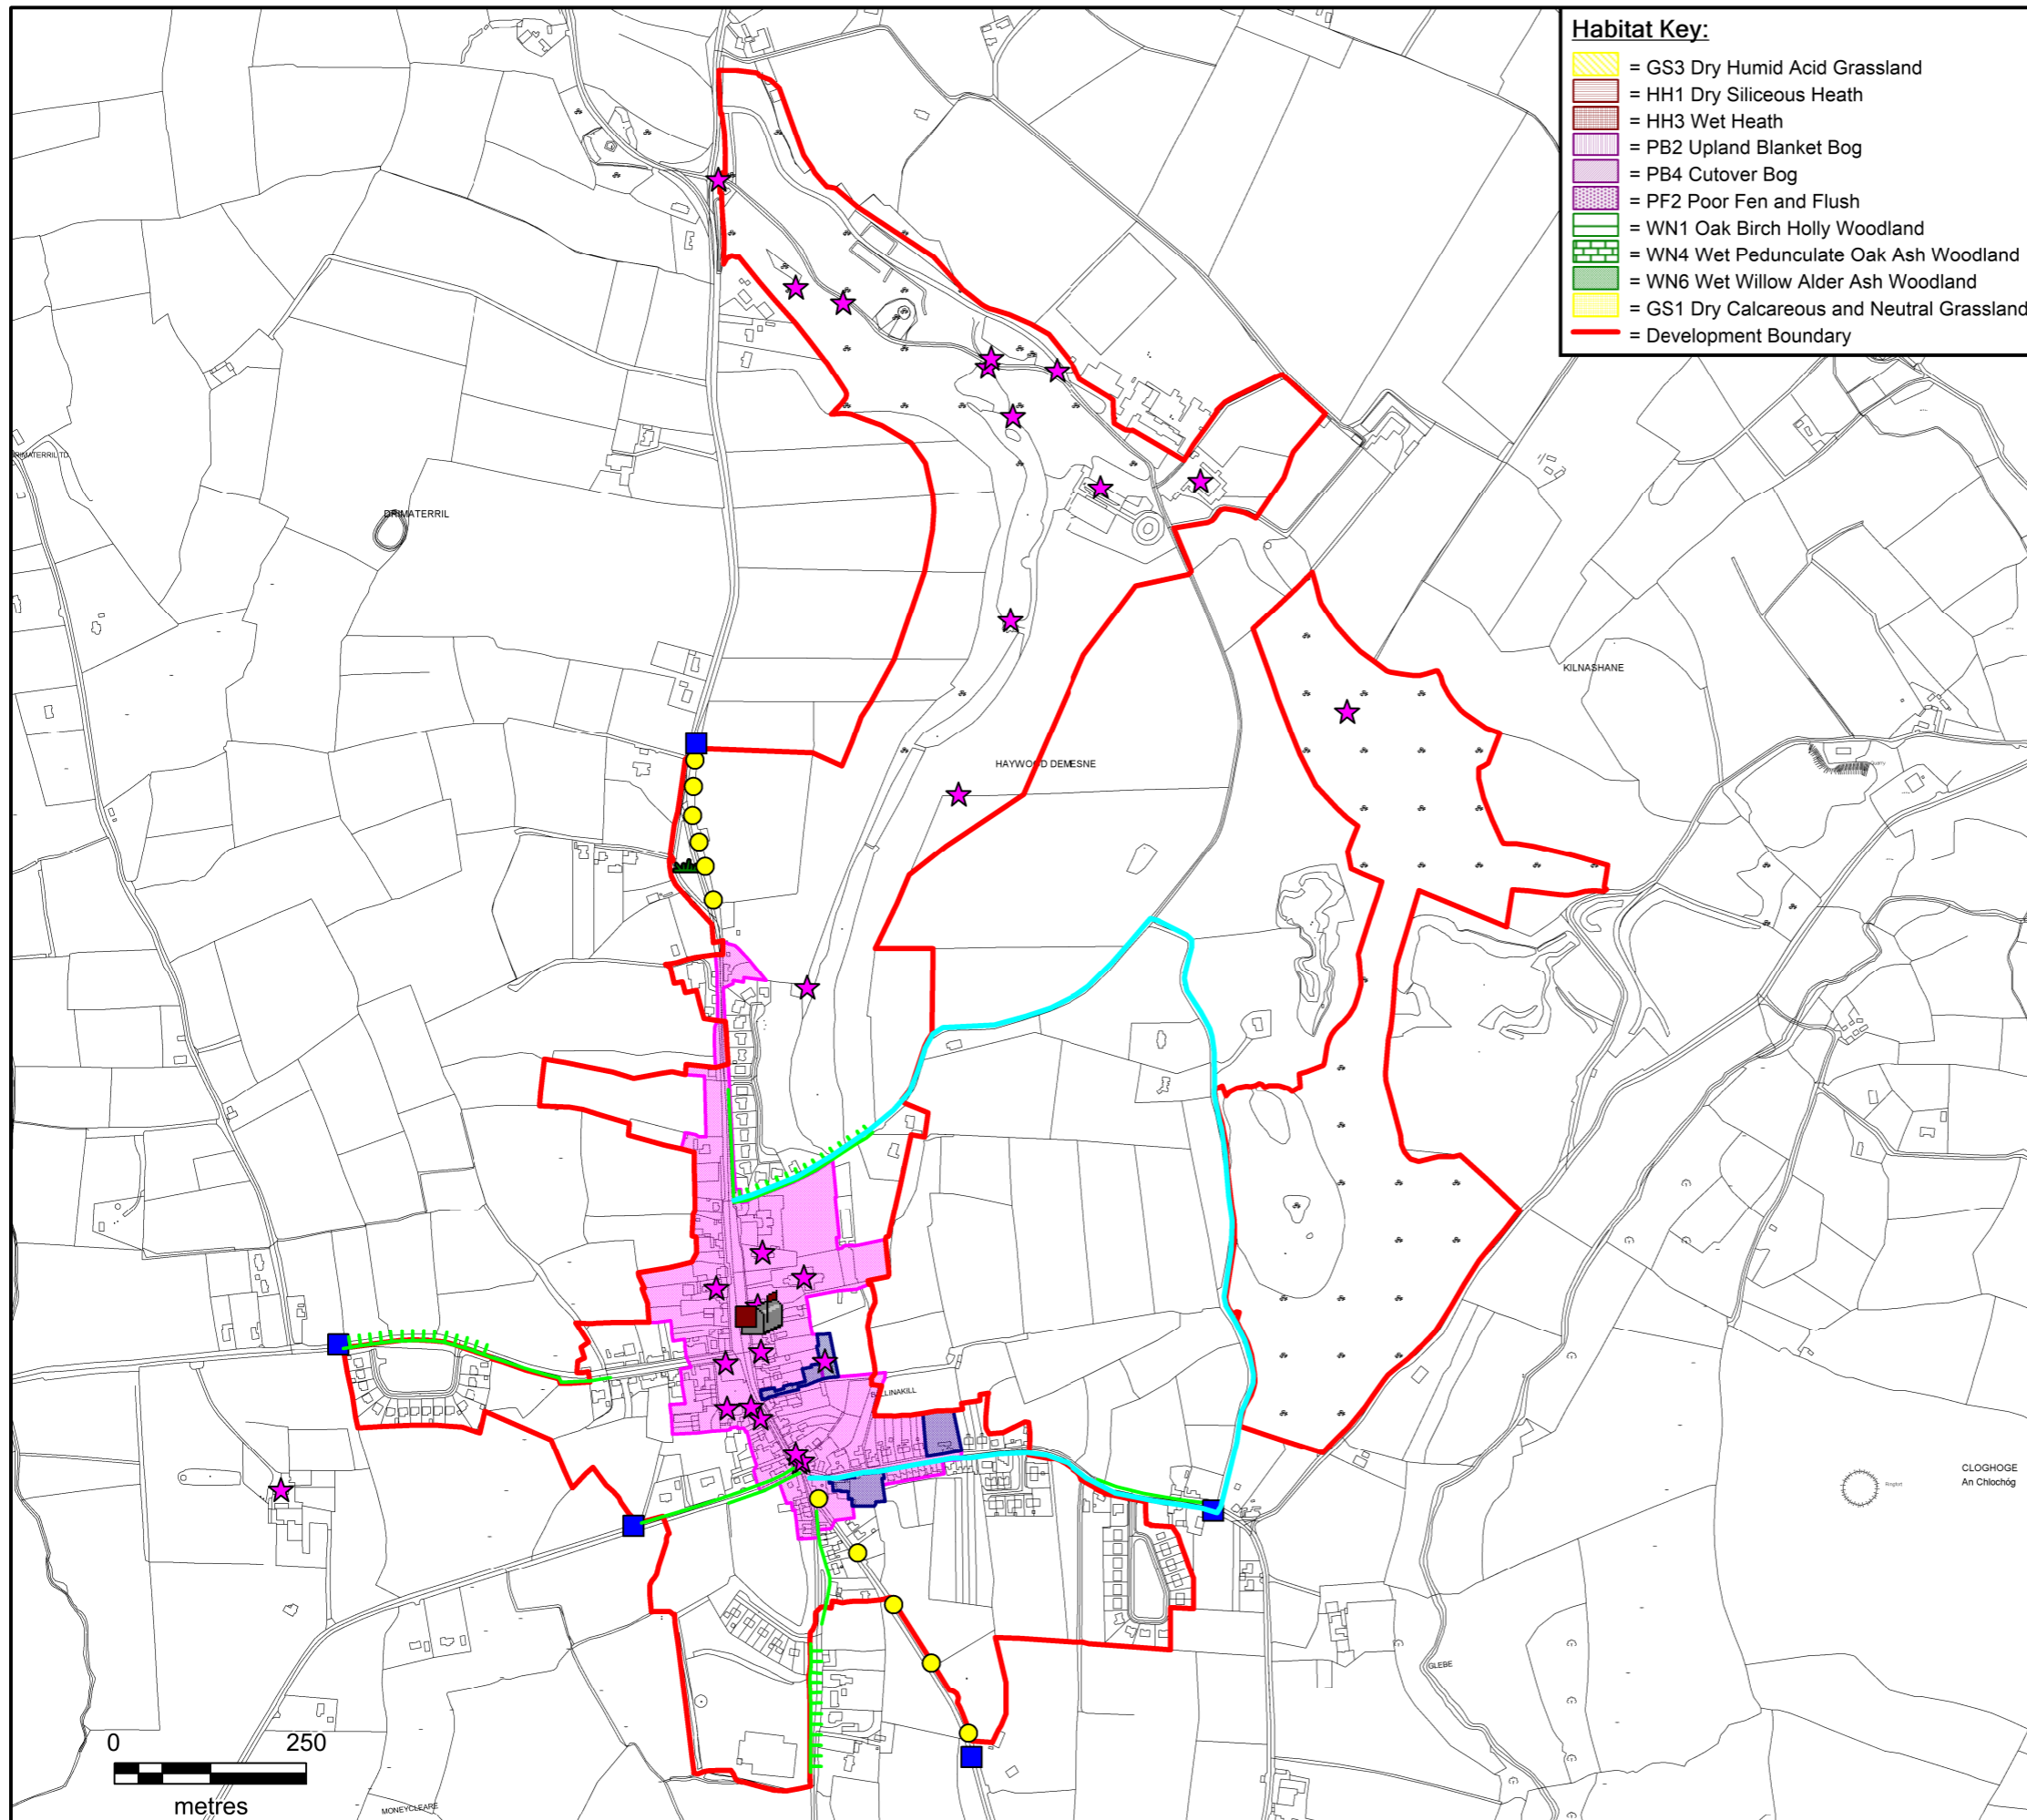 Habitat Key:
= GS3 Dry Humid Acid Grassland
= HH1 Dry Siliceous Heath
= HH3 Wet Heath
= PB2 Upland Blanket Bog
= PB4 Cutover Bog
= PF2 Poor Fen and Flush
= WN1 Oak Birch Holly Woodland
= WN4 Wet Pedunculate Oak Ash Woodland
= WN6 Wet Willow Alder Ash Woodland
= GS1 Dry Calcareous and Neutral Grassland
= Development Boundary
DRIMATERRIL
KILNASHANE
HAYWOOD DEMESNE
Quarry
BALLINAKILL
CLOGHOGE
An Chlochóg
Ringfort
GLEBE
MONEYCLEARE
0 250
metres